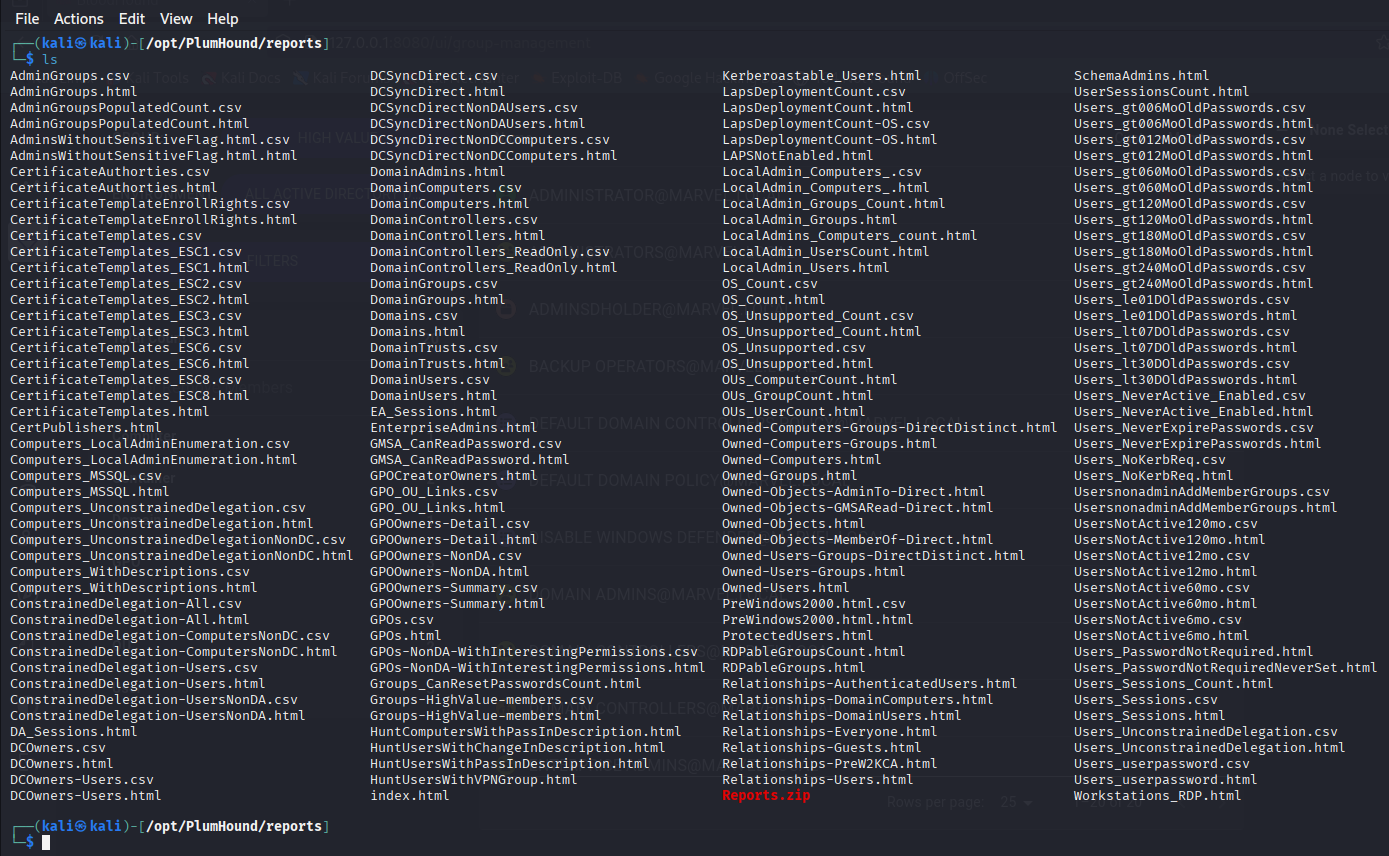 File Actions Edit View Help
┌──(kali㉿kali)-[/opt/PlumHound/reports]
└─$ ls
AdminGroups.csv DCSyncDirect.csv Kerberoastable_Users.html SchemaAdmins.html
AdminGroups.html DCSyncDirect.html LapsDeploymentCount.csv UserSessionsCount.html
AdminGroupsPopulatedCount.csv DCSyncDirectNonDAUsers.csv LapsDeploymentCount.html Users_gt006MoOldPasswords.csv
AdminGroupsPopulatedCount.html DCSyncDirectNonDAUsers.html LapsDeploymentCount-OS.csv Users_gt006MoOldPasswords.html
AdminsWithoutSensitiveFlag.html.csv DCSyncDirectNonDCComputers.csv LapsDeploymentCount-OS.html Users_gt012MoOldPasswords.csv
AdminsWithoutSensitiveFlag.html.html DCSyncDirectNonDCComputers.html LAPSNotEnabled.html Users_gt012MoOldPasswords.html
CertificateAuthorties.csv DomainAdmins.html LocalAdmin_Computers_.csv Users_gt060MoOldPasswords.csv
CertificateAuthorties.html DomainComputers.csv LocalAdmin_Computers_.html Users_gt060MoOldPasswords.html
CertificateTemplateEnrollRights.csv DomainComputers.html LocalAdmin_Groups_Count.html Users_gt120MoOldPasswords.csv
CertificateTemplateEnrollRights.html DomainControllers.csv LocalAdmin_Groups.html Users_gt120MoOldPasswords.html
CertificateTemplates.csv DomainControllers.html LocalAdmins_Computers_count.html Users_gt180MoOldPasswords.csv
CertificateTemplates_ESC1.csv DomainControllers_ReadOnly.csv LocalAdmin_UsersCount.html Users_gt180MoOldPasswords.html
CertificateTemplates_ESC1.html DomainControllers_ReadOnly.html LocalAdmin_Users.html Users_gt240MoOldPasswords.csv
CertificateTemplates_ESC2.csv DomainGroups.csv OS_Count.csv Users_gt240MoOldPasswords.html
CertificateTemplates_ESC2.html DomainGroups.html OS_Count.html Users_le01DOldPasswords.csv
CertificateTemplates_ESC3.csv Domains.csv OS_Unsupported_Count.csv Users_le01DOldPasswords.html
CertificateTemplates_ESC3.html Domains.html OS_Unsupported_Count.html Users_lt07DOldPasswords.csv
CertificateTemplates_ESC6.csv DomainTrusts.csv OS_Unsupported.csv Users_lt07DOldPasswords.html
CertificateTemplates_ESC6.html DomainTrusts.html OS_Unsupported.html Users_lt30DOldPasswords.csv
CertificateTemplates_ESC8.csv DomainUsers.csv OUs_ComputerCount.html Users_lt30DOldPasswords.html
CertificateTemplates_ESC8.html DomainUsers.html OUs_GroupCount.html Users_NeverActive_Enabled.csv
CertificateTemplates.html EA_Sessions.html OUs_UserCount.html Users_NeverActive_Enabled.html
CertPublishers.html EnterpriseAdmins.html Owned-Computers-Groups-DirectDistinct.html Users_NeverExpirePasswords.csv
Computers_LocalAdminEnumeration.csv GMSA_CanReadPassword.csv Owned-Computers-Groups.html Users_NeverExpirePasswords.html
Computers_LocalAdminEnumeration.html GMSA_CanReadPassword.html Owned-Computers.html Users_NoKerbReq.csv
Computers_MSSQL.csv GPOCreatorOwners.html Owned-Groups.html Users_NoKerbReq.html
Computers_MSSQL.html GPO_OU_Links.csv Owned-Objects-AdminTo-Direct.html UsersnonadminAddMemberGroups.csv
Computers_UnconstrainedDelegation.csv GPO_OU_Links.html Owned-Objects-GMSARead-Direct.html UsersnonadminAddMemberGroups.html
Computers_UnconstrainedDelegation.html GPOOwners-Detail.csv Owned-Objects.html UsersNotActive120mo.csv
Computers_UnconstrainedDelegationNonDC.csv GPOOwners-Detail.html Owned-Objects-MemberOf-Direct.html UsersNotActive120mo.html
Computers_UnconstrainedDelegationNonDC.html GPOOwners-NonDA.csv Owned-Users-Groups-DirectDistinct.html UsersNotActive12mo.csv
Computers_WithDescriptions.csv GPOOwners-NonDA.html Owned-Users-Groups.html UsersNotActive12mo.html
Computers_WithDescriptions.html GPOOwners-Summary.csv Owned-Users.html UsersNotActive60mo.csv
ConstrainedDelegation-All.csv GPOOwners-Summary.html PreWindows2000.html.csv UsersNotActive60mo.html
ConstrainedDelegation-All.html GPOs.csv PreWindows2000.html.html UsersNotActive6mo.csv
ConstrainedDelegation-ComputersNonDC.csv GPOs.html ProtectedUsers.html UsersNotActive6mo.html
ConstrainedDelegation-ComputersNonDC.html GPOs-NonDA-WithInterestingPermissions.csv RDPableGroupsCount.html Users_PasswordNotRequired.html
ConstrainedDelegation-Users.csv GPOs-NonDA-WithInterestingPermissions.html RDPableGroups.html Users_PasswordNotRequiredNeverSet.html
ConstrainedDelegation-Users.html Groups_CanResetPasswordsCount.html Relationships-AuthenticatedUsers.html Users_Sessions_Count.html
ConstrainedDelegation-UsersNonDA.csv Groups-HighValue-members.csv Relationships-DomainComputers.html Users_Sessions.csv
ConstrainedDelegation-UsersNonDA.html Groups-HighValue-members.html Relationships-DomainUsers.html Users_Sessions.html
DA_Sessions.html HuntComputersWithPassInDescription.html Relationships-Everyone.html Users_UnconstrainedDelegation.csv
DCOwners.csv HuntUsersWithChangeInDescription.html Relationships-Guests.html Users_UnconstrainedDelegation.html
DCOwners.html HuntUsersWithPassInDescription.html Relationships-PreW2KCA.html Users_userpassword.csv
DCOwners-Users.csv HuntUsersWithVPNGroup.html Relationships-Users.html Users_userpassword.html
DCOwners-Users.html index.html Reports.zip Workstations_RDP.html
┌──(kali㉿kali)-[/opt/PlumHound/reports]
└─$